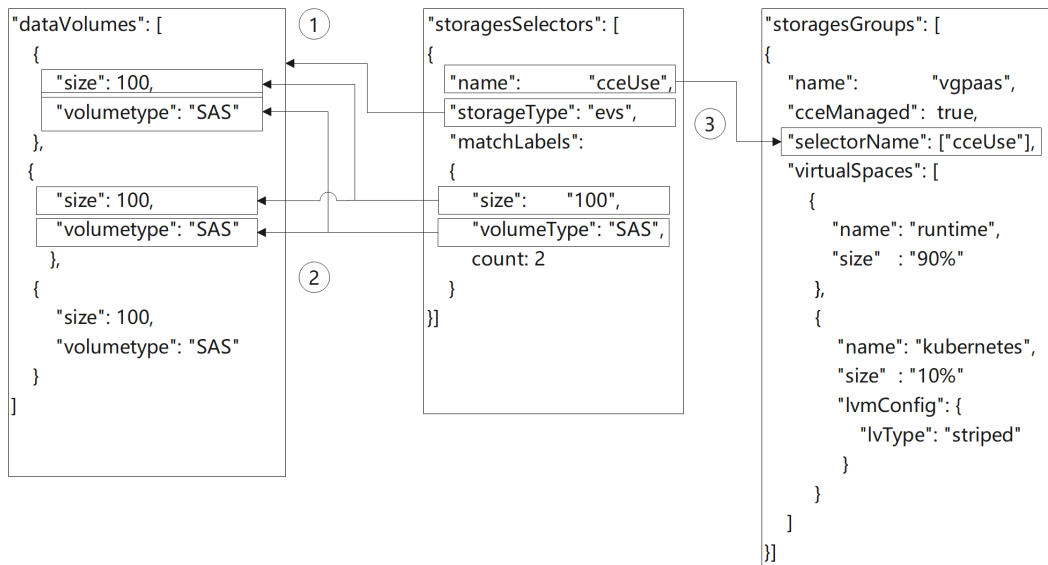 "dataVolumes": [
{
"size": 100,
"volumetype": "SAS"
},
{
"size": 100,
"volumetype": "SAS"
},
{
"size": 100,
"volumetype": "SAS"
}
]
1
2
"storagesSelectors": [
{
"name": "cceUse",
"storageType": "evs",
"matchLabels":
{
"size": "100",
"volumeType": "SAS",
count: 2
}
}]
3
"storagesGroups": [
{
"name": "vgpaas",
"cceManaged": true,
"selectorName": ["cceUse"],
"virtualSpaces": [
{
"name": "runtime",
"size" : "90%"
},
{
"name": "kubernetes",
"size" : "10%"
"lvmConfig": {
"lvType": "striped"
}
}
]
}]